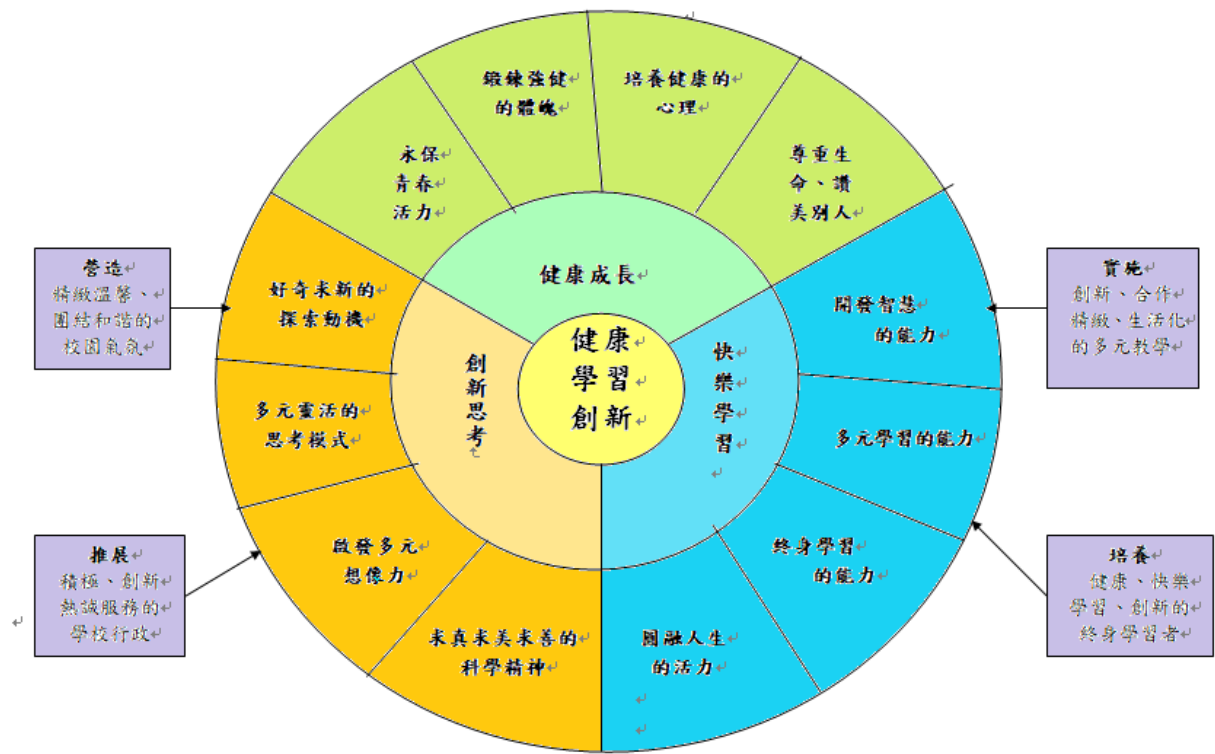 鍛鍊強健
的體魄
培養健康的
心理
永保
青春
活力
尊重生
命、讚
美別人
健康成長
營造
精緻溫馨、
團結和諧的
校園氣氛
好奇求新的
探索動機
健康
學習
創新
創新思考
快樂學習
開發智慧
的能力
實施
創新、合作
精緻、生活化
的多元教學
多元靈活的
思考模式
多元學習的能力
推展
積極、創新
熱誠服務的
學校行政
啟發多元
想像力
終身學習
的能力
培養
健康、快樂
學習、創新的
終身學習者
求真求美求善的
科學精神
圓融人生
的活力